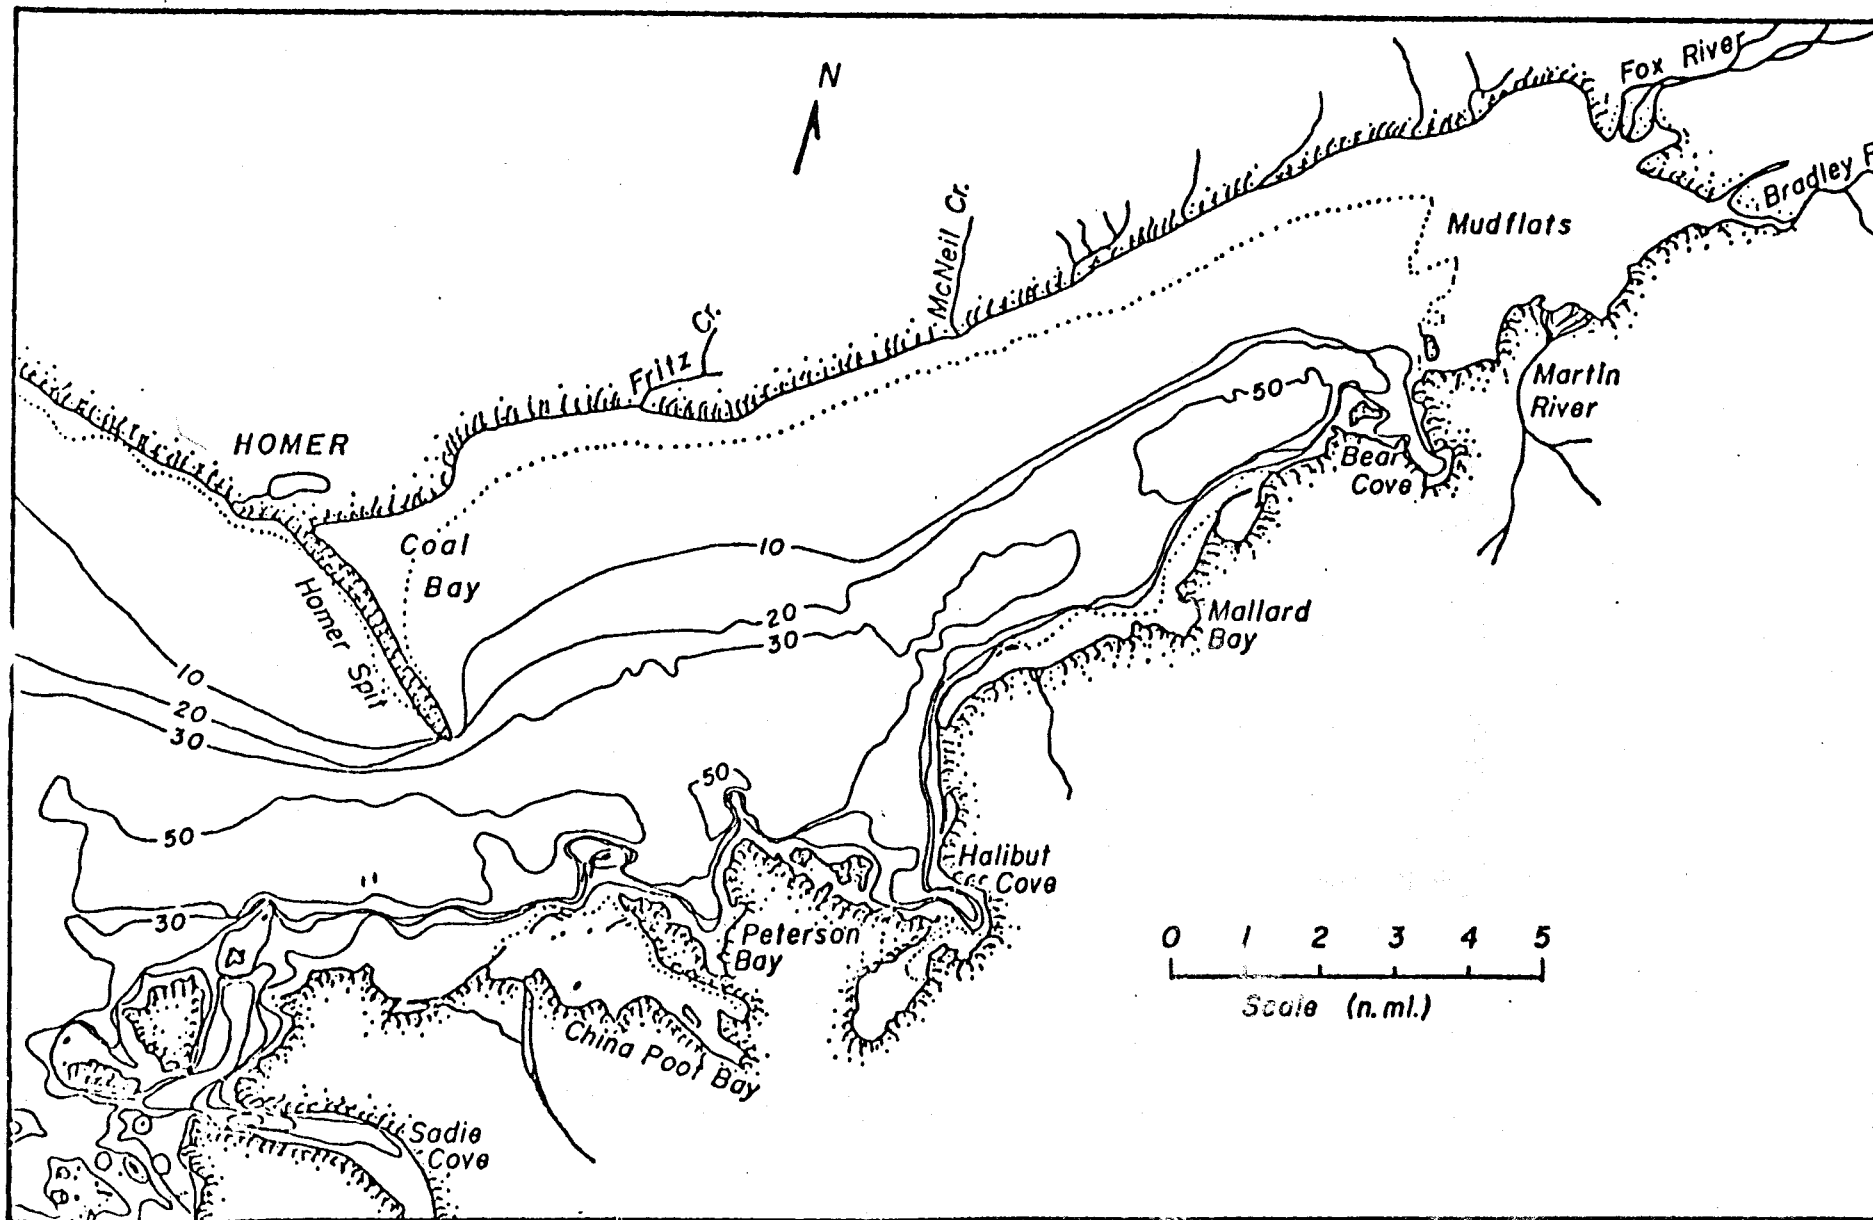 N
Fox River
Bradley
Mudflats
McNeil Cr.
Fritz Cr.
Martin
River
HOMER
50
Bear
Cove
Coal
Bay
Homer Spit
10
20
30
Mallard
Bay
10
20
30
50
50
Halibut
Cove
30
Peterson
Bay
0 1 2 3 4 5
Scale (n.mi.)
China Poot Bay
Sadie
Cove